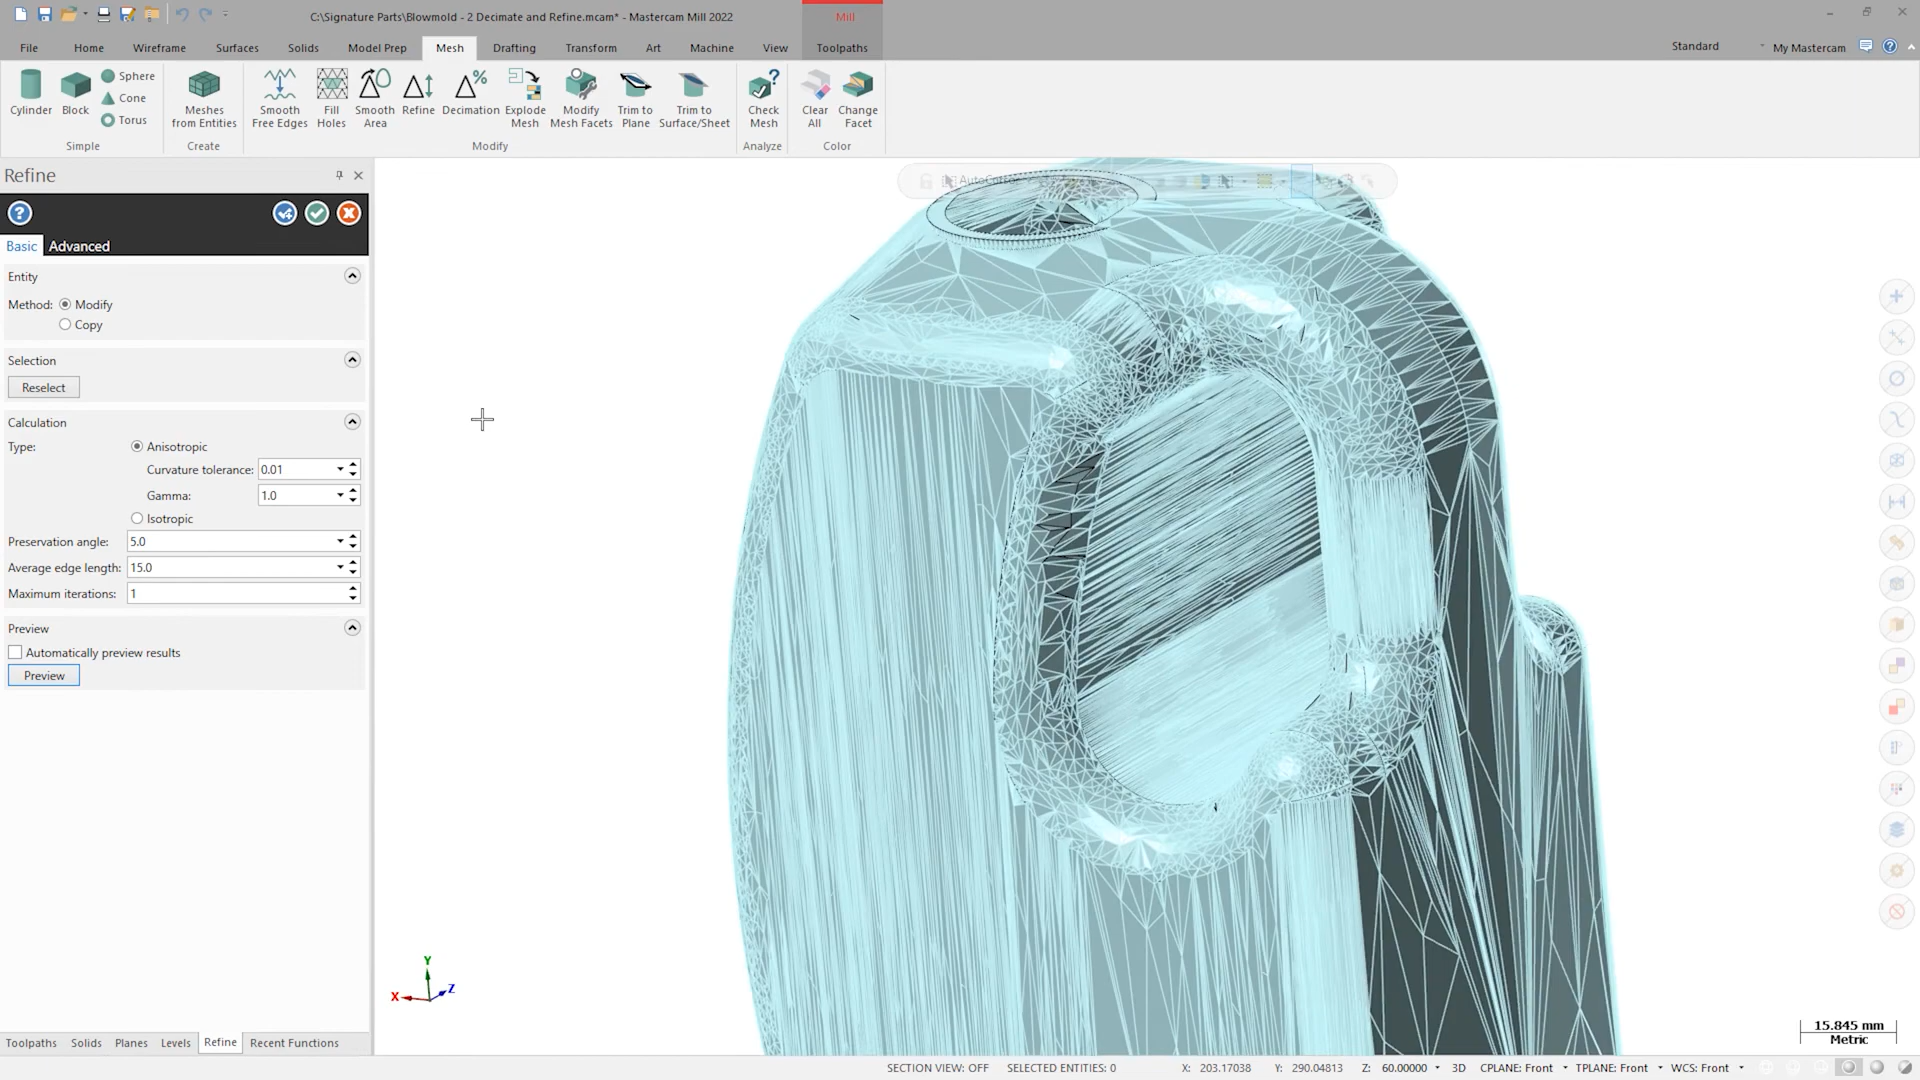 C:\Signature Parts\Blowmold - 2 Decimate and Refine.mcam* - Mastercam Mill 2022
Mill
File Home Wireframe Surfaces Solids Model Prep Mesh Drafting Transform Art Machine View Toolpaths
Standard My Mastercam
Cylinder Block Sphere Cone Torus
Meshes from Entities
Smooth Free Edges
Fill Holes
Smooth Area
Refine
Decimation
Explode Mesh
Modify Mesh Facets
Trim to Plane
Trim to Surface/Sheet
Check Mesh
Clear All
Change Facet
Simple Create Modify Analyze Color
Refine
Basic Advanced
Entity
Method: Modify
Copy
Selection
Reselect
Calculation
Type: Anisotropic
Curvature tolerance: 0.01
Gamma: 1.0
Isotropic
Preservation angle: 5.0
Average edge length: 15.0
Maximum iterations: 1
Preview
Automatically preview results
Preview
Y
X
Z
15.845 mm
Metric
Toolpaths Solids Planes Levels Refine Recent Functions
SECTION VIEW: OFF SELECTED ENTITIES: 0 X: 203.17038 Y: 290.04813 Z: 60.00000 3D CPLANE: Front TPLANE: Front WCS: Front